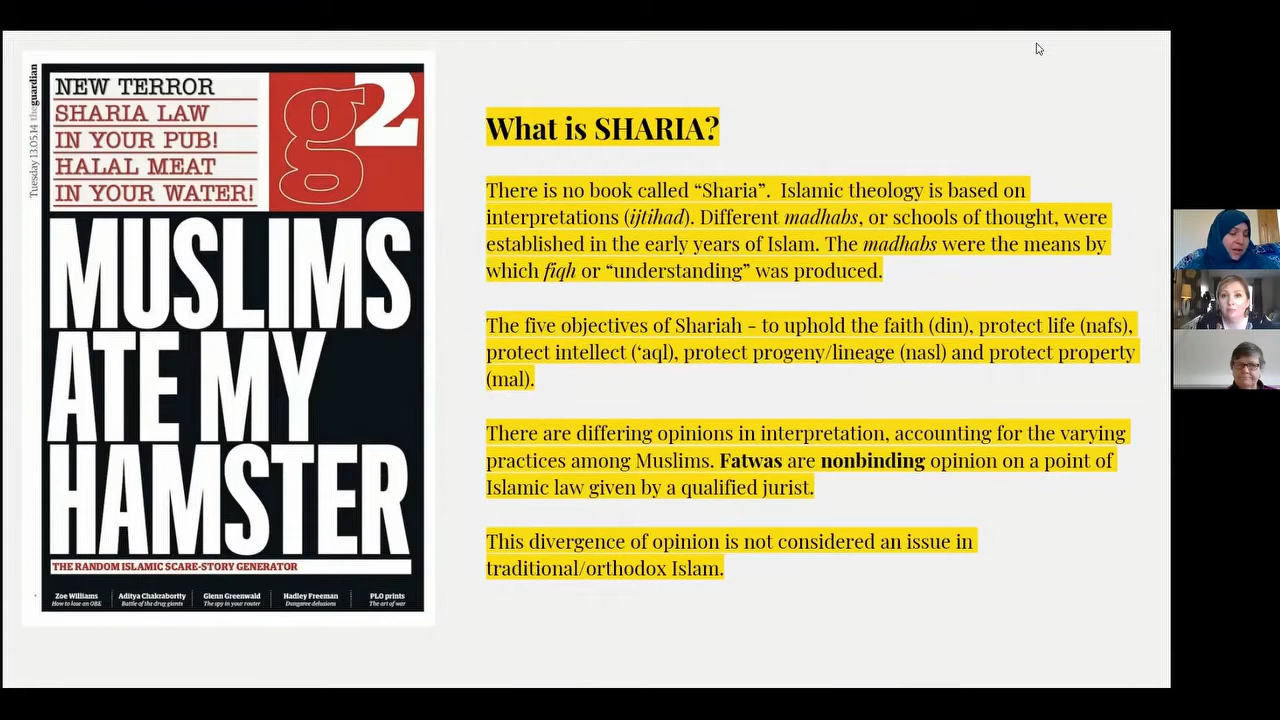 Tuesday 13.05.14 theguardian
NEW TERROR
SHARIA LAW
IN YOUR PUB!
HALAL MEAT
IN YOUR WATER!
g2
MUSLIMS
ATE MY
HAMSTER
THE RANDOM ISLAMIC SCARE-STORY GENERATOR
Zoe Williams
How to lose an OBE
Aditya Chakrabortty
Battle of the drug giants
Glenn Greenwald
The spy in your router
Hadley Freeman
Dungaree delusions
PLO prints
The art of war
What is SHARIA?
There is no book called “Sharia”.  Islamic theology is based on
interpretations (ijtihad). Different madhabs, or schools of thought, were
established in the early years of Islam. The madhabs were the means by
which fiqh or “understanding” was produced.
The five objectives of Shariah - to uphold the faith (din), protect life (nafs),
protect intellect (‘aql), protect progeny/lineage (nasl) and protect property
(mal).
There are differing opinions in interpretation, accounting for the varying
practices among Muslims. Fatwas are nonbinding opinion on a point of
Islamic law given by a qualified jurist.
This divergence of opinion is not considered an issue in
traditional/orthodox Islam.